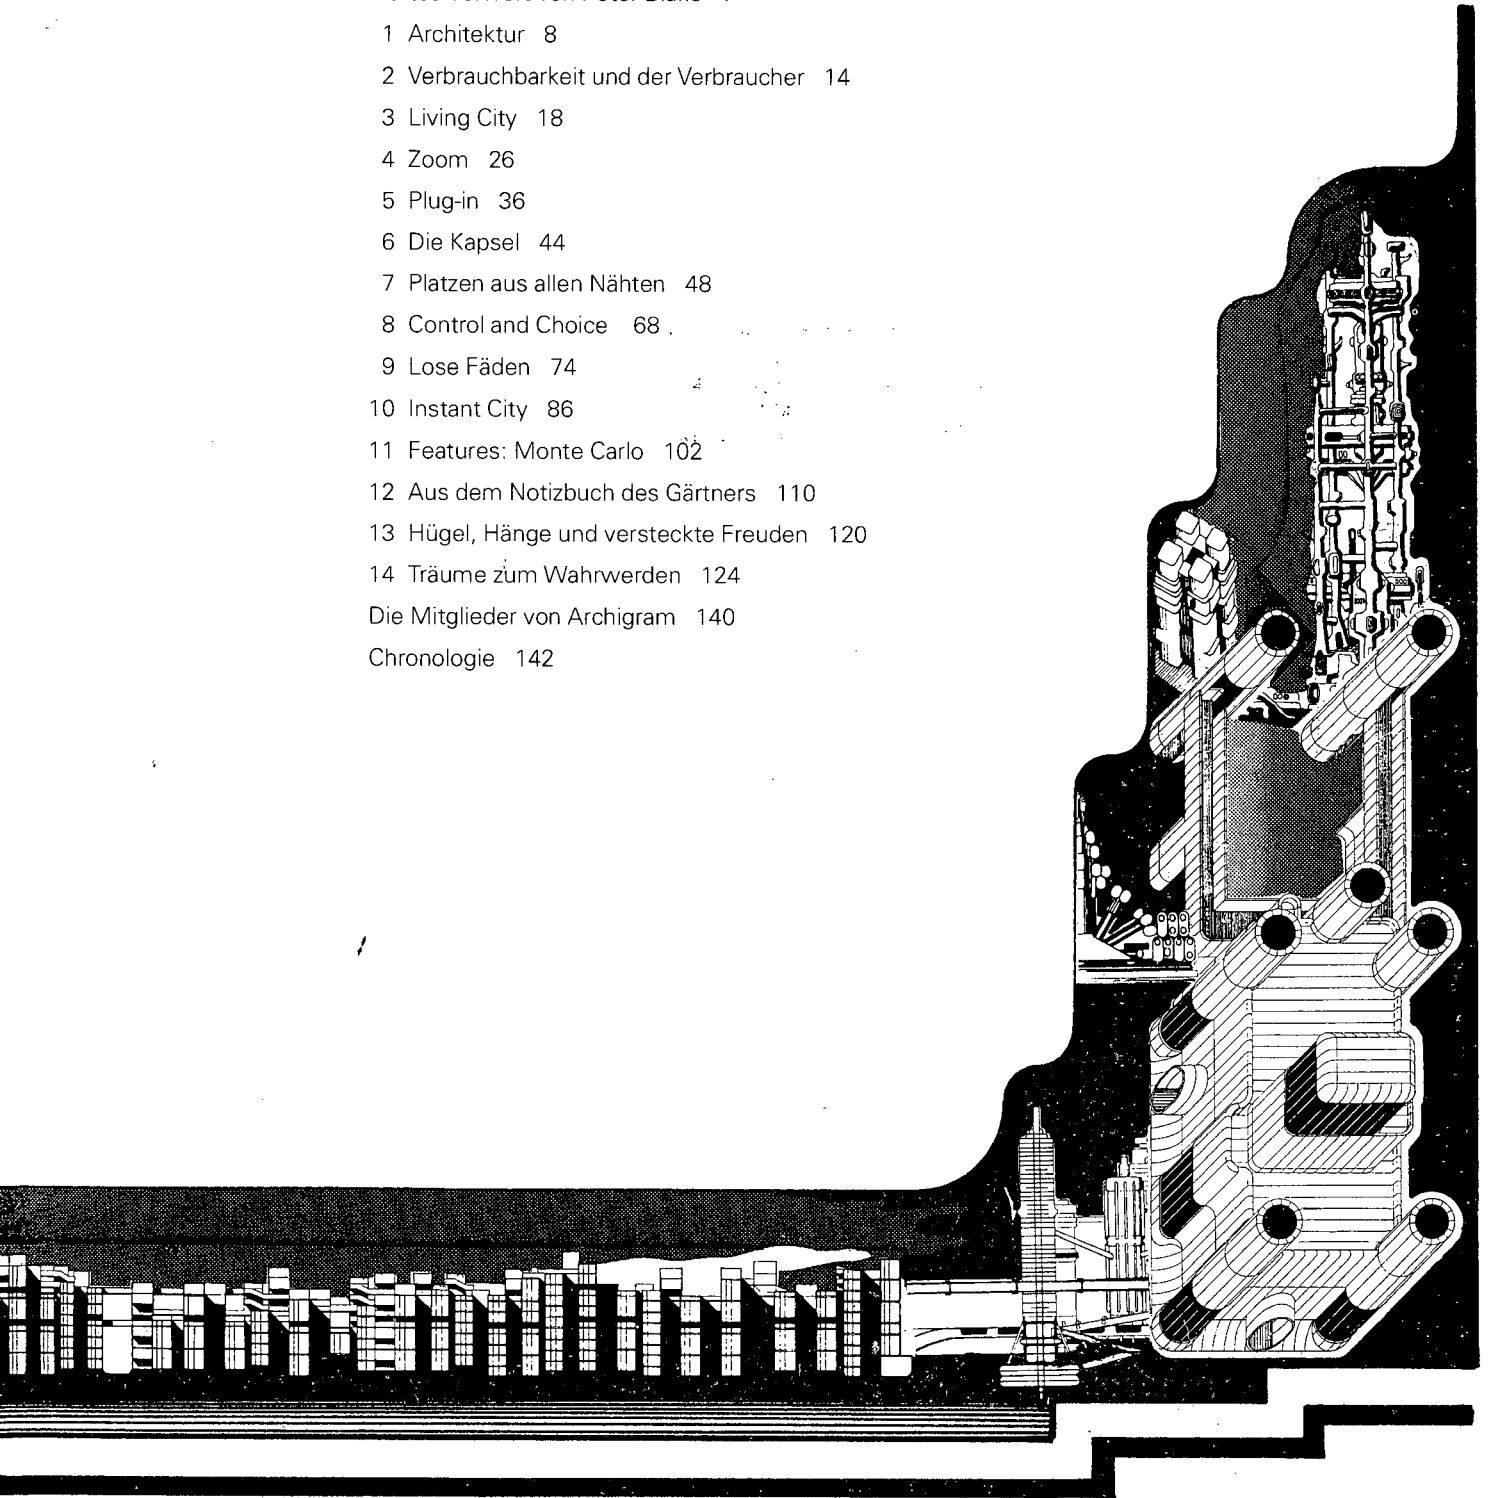 1 Architektur 8
2 Verbrauchbarkeit und der Verbraucher 14
3 Living City 18
4 Zoom 26
5 Plug-in 36
6 Die Kapsel 44
7 Platzen aus allen Nähten 48
8 Control and Choice 68
9 Lose Fäden 74
10 Instant City 86
11 Features: Monte Carlo 102
12 Aus dem Notizbuch des Gärtners 110
13 Hügel, Hänge und versteckte Freuden 120
14 Träume zum Wahrwerden 124
Die Mitglieder von Archigram 140
Chronologie 142